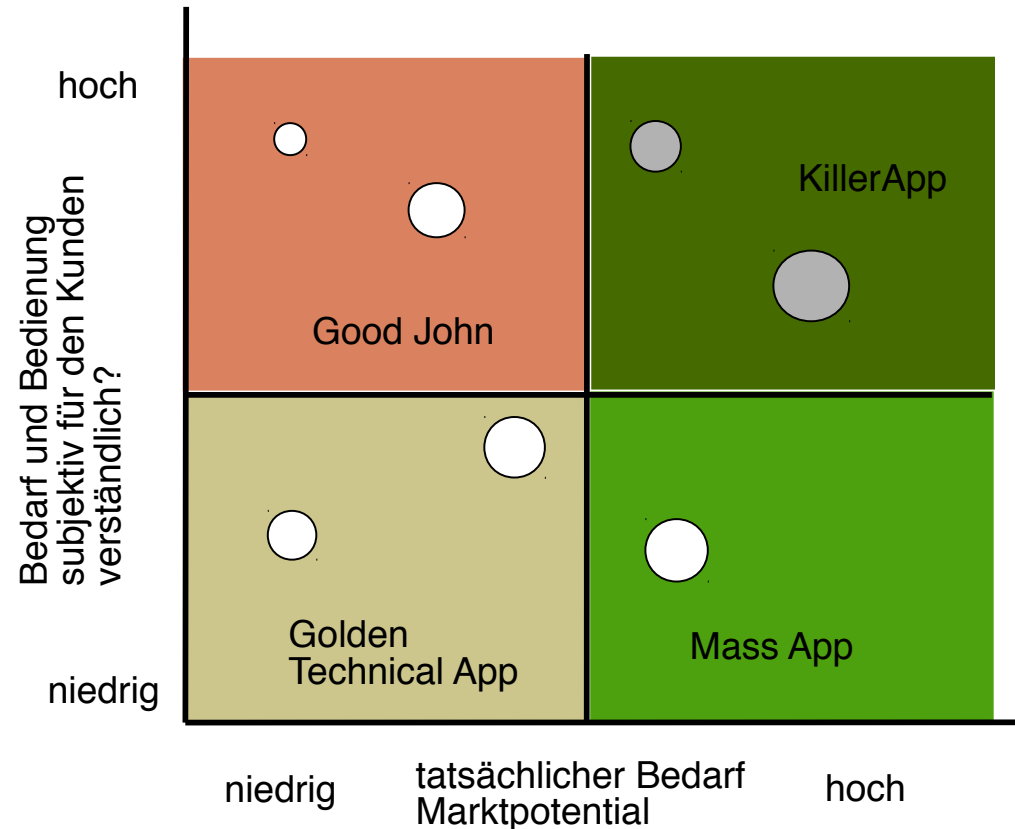 hoch
KillerApp
Bedarf und Bedienung
subjektiv für den Kunden
verständlich?
Good John
Golden
Technical App
Mass App
niedrig
niedrig
tatsächlicher Bedarf
Marktpotential
hoch